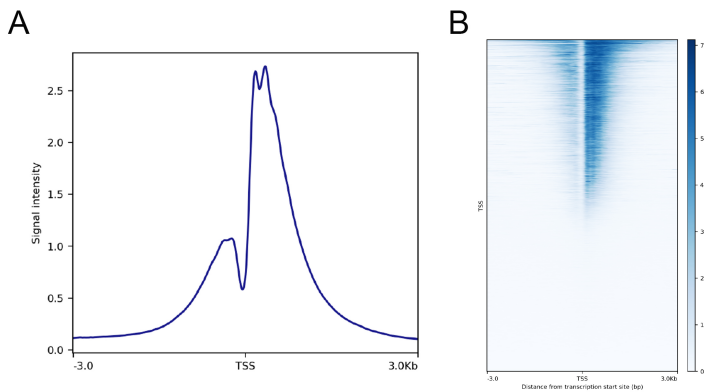 A
B
Signal intensity
2.5
2.0
1.5
1.0
0.5
0.0
-3.0
TSS
3.0Kb
TSS
-3.0
TSS
3.0Kb
Distance from transcription start site (bp)
7
6
5
4
3
2
1
0